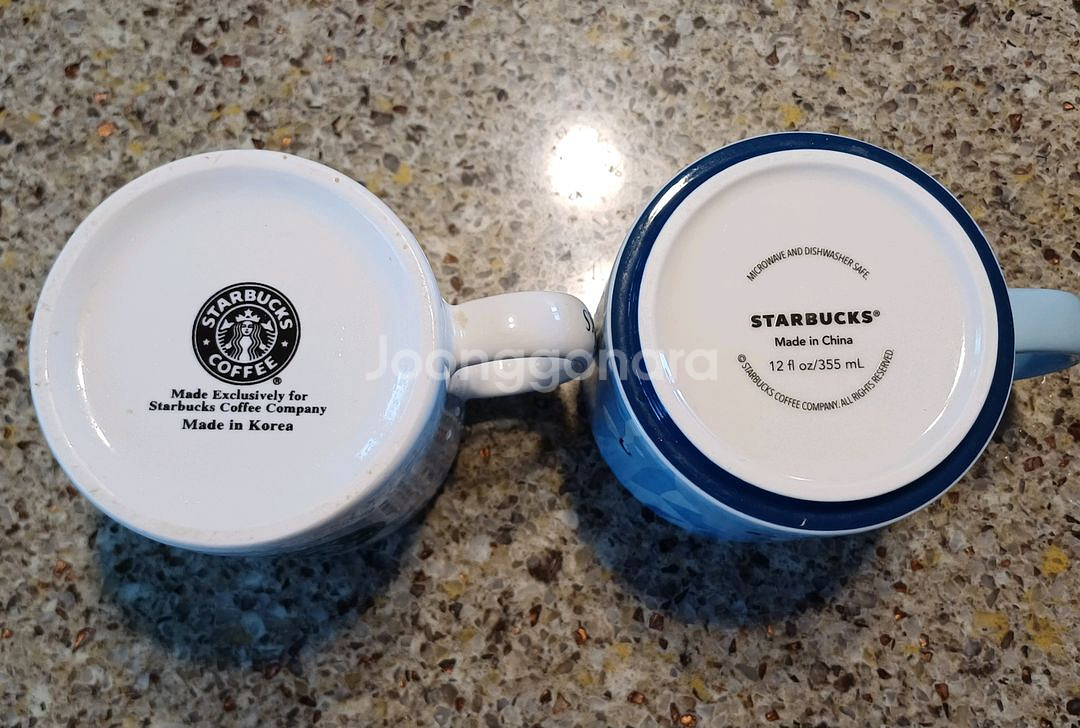 STARBUCKS
COFFEE
®
Made Exclusively for
Starbucks Coffee Company
Made in Korea
MICROWAVE AND DISHWASHER SAFE.
STARBUCKS®
Made in China
12 fl oz/355 mL
© STARBUCKS COFFEE COMPANY. ALL RIGHTS RESERVED
Joonggonara